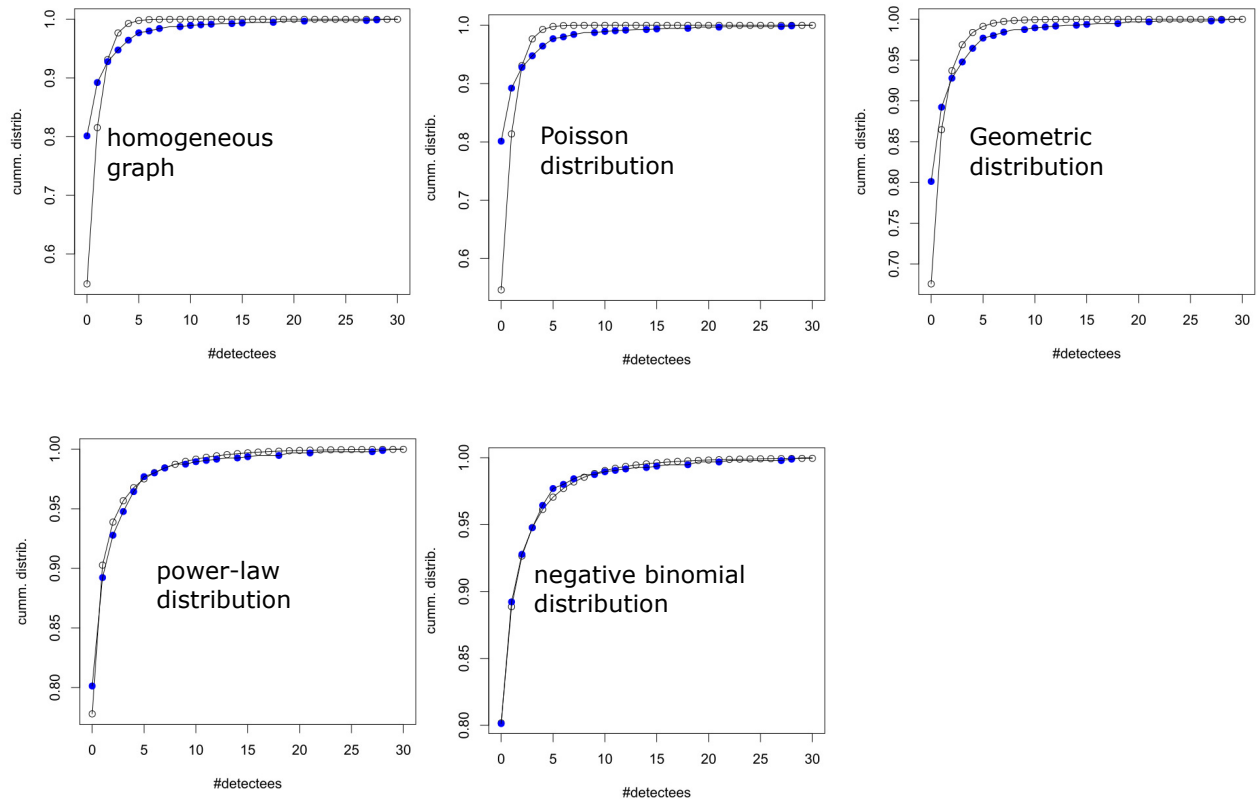 cumm. distrib.
1.0
0.9
0.8
0.7
0.6
homogeneous
graph
0 5 10 15 20 25 30
#detectees
cumm. distrib.
1.0
0.9
0.8
0.7
0.6
Poisson
distribution
0 5 10 15 20 25 30
#detectees
cumm. distrib.
1.00
0.95
0.90
0.85
0.80
0.75
0.70
Geometric
distribution
0 5 10 15 20 25 30
#detectees
cumm. distrib.
1.00
0.95
0.90
0.85
0.80
power-law
distribution
0 5 10 15 20 25 30
#detectees
cumm. distrib.
1.00
0.95
0.90
0.85
0.80
negative binomial
distribution
0 5 10 15 20 25 30
#detectees